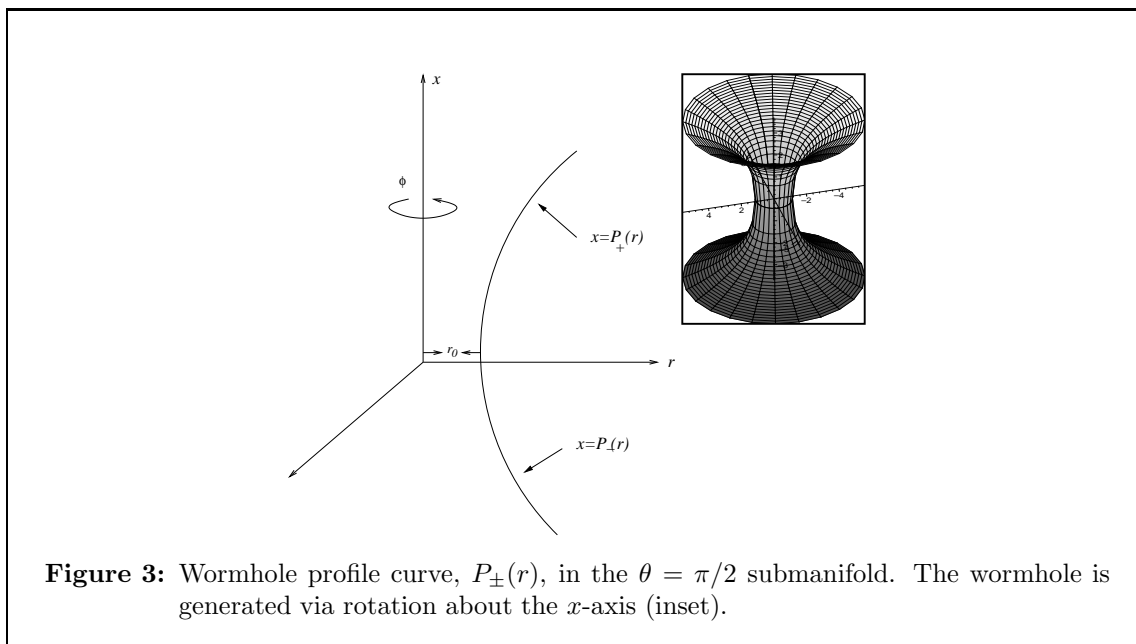 x
ϕ
x=P₊(r)
r₀
r
x=P₋(r)
4 2 −2 −4
Figure 3: Wormhole profile curve, P±(r), in the θ = π/2 submanifold. The wormhole is
generated via rotation about the x-axis (inset).